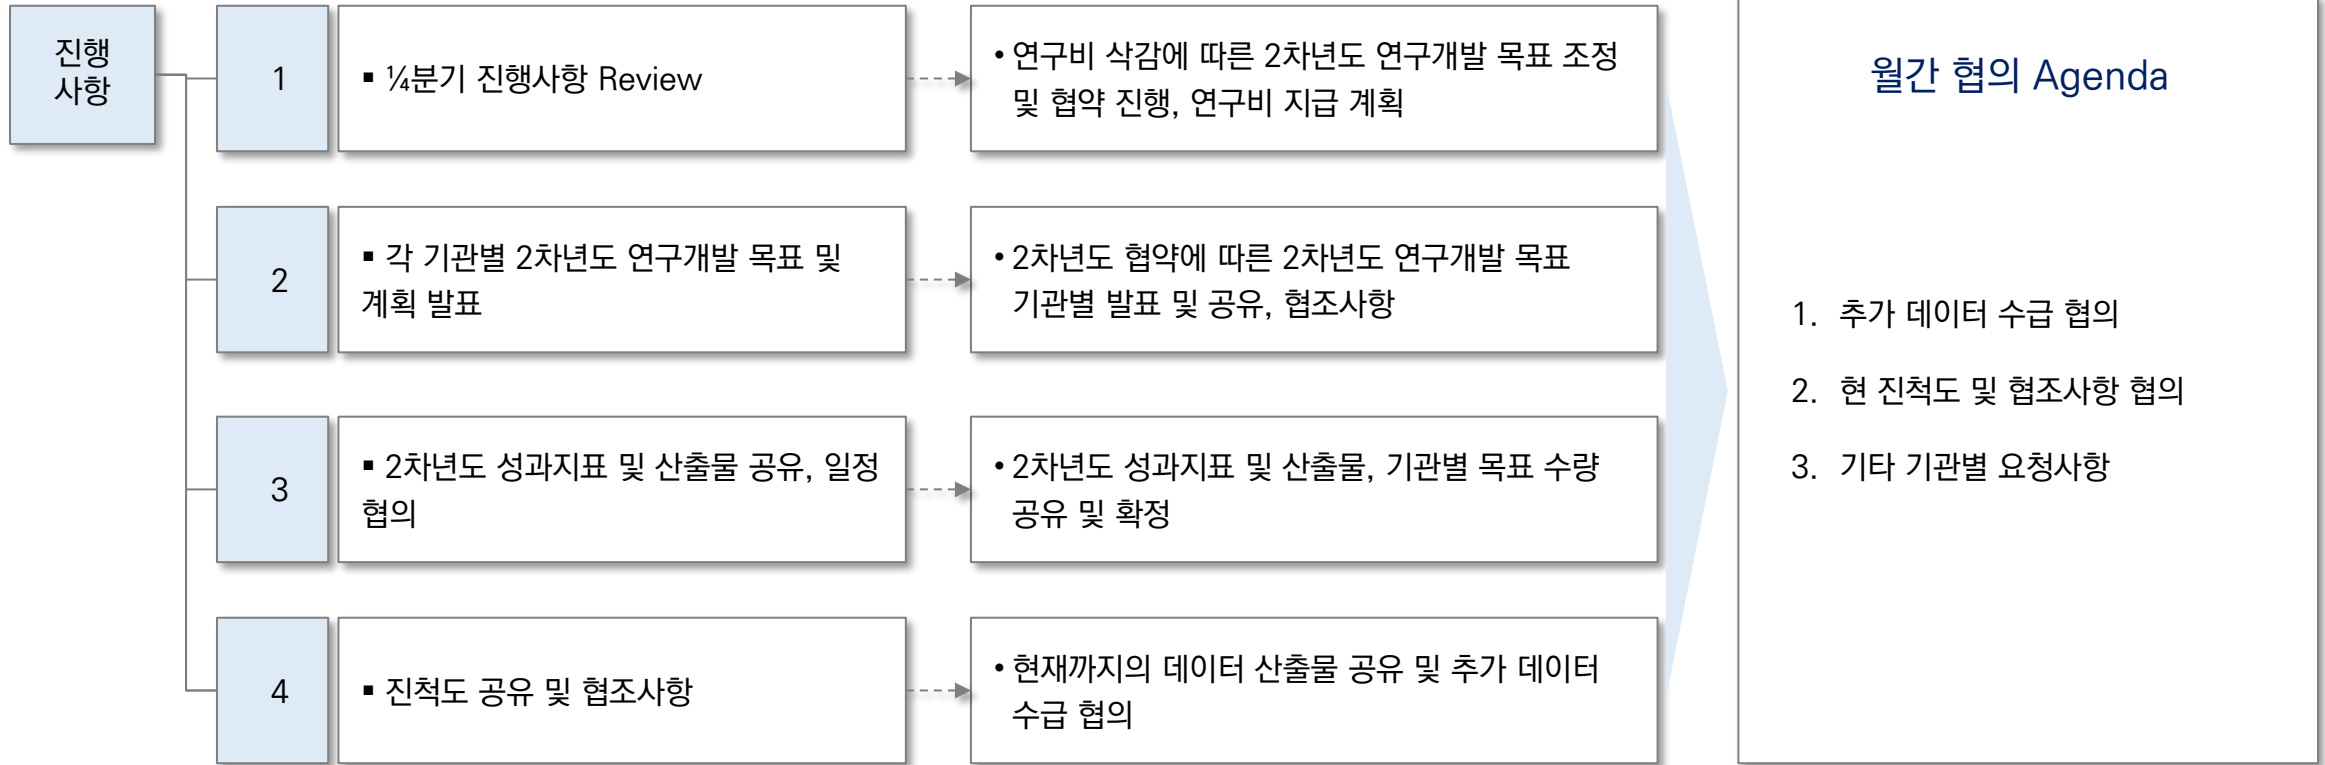 진행
사항
1
▪ ¼분기 진행사항 Review
• 연구비 삭감에 따른 2차년도 연구개발 목표 조정
및 협약 진행, 연구비 지급 계획
2
▪ 각 기관별 2차년도 연구개발 목표 및
계획 발표
• 2차년도 협약에 따른 2차년도 연구개발 목표
기관별 발표 및 공유, 협조사항
3
▪ 2차년도 성과지표 및 산출물 공유, 일정
협의
• 2차년도 성과지표 및 산출물, 기관별 목표 수량
공유 및 확정
4
▪ 진척도 공유 및 협조사항
• 현재까지의 데이터 산출물 공유 및 추가 데이터
수급 협의
월간 협의 Agenda
1. 추가 데이터 수급 협의
2. 현 진척도 및 협조사항 협의
3. 기타 기관별 요청사항